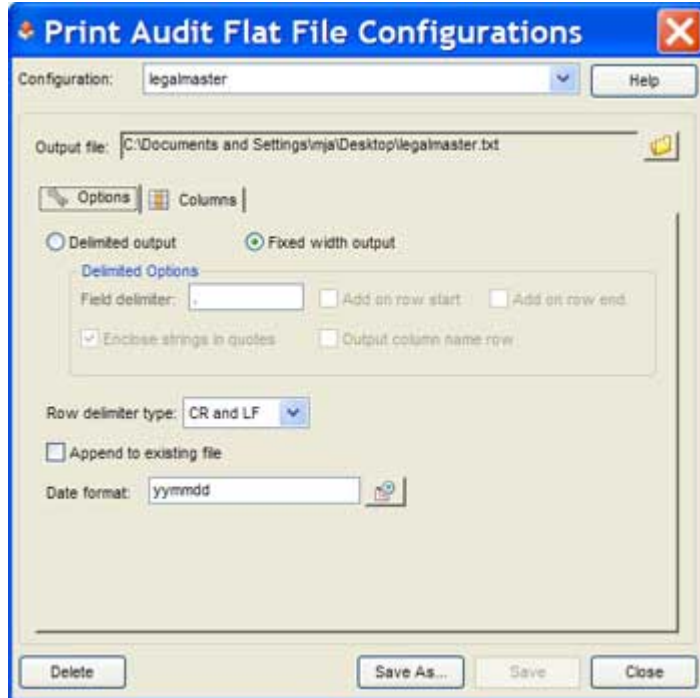 Print Audit Flat File Configurations
Configuration: legalmaster Help
Output file: C:\Documents and Settings\mja\Desktop\legalmaster.txt
Options Columns
Delimited output Fixed width output
Delimited Options
Field delimiter: , Add on row start Add on row end
Enclose strings in quotes Output column name row
Row delimiter type: CR and LF
Append to existing file
Date format: yymmdd
Delete Save As... Save Close